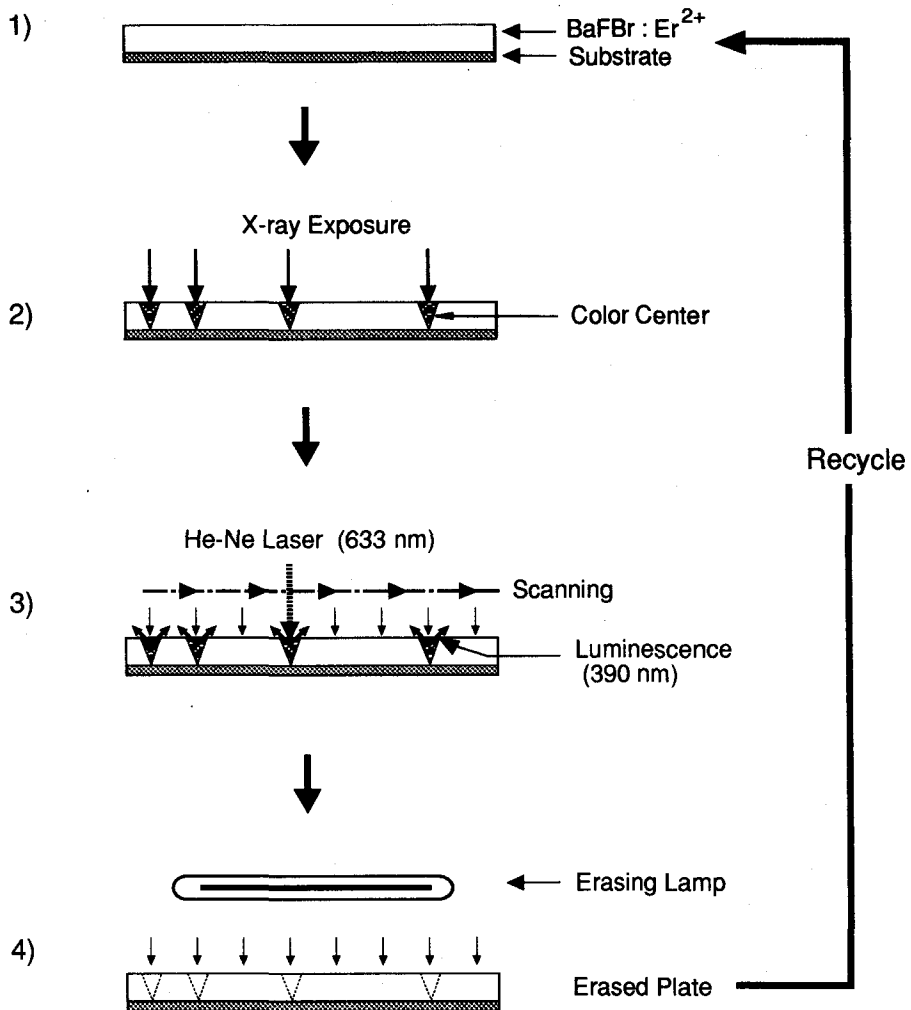 1)
BaFBr : Er2+
Substrate
X-ray Exposure
2)
Color Center
Recycle
He-Ne Laser (633 nm)
Scanning
3)
Luminescence
(390 nm)
Erasing Lamp
4)
Erased Plate